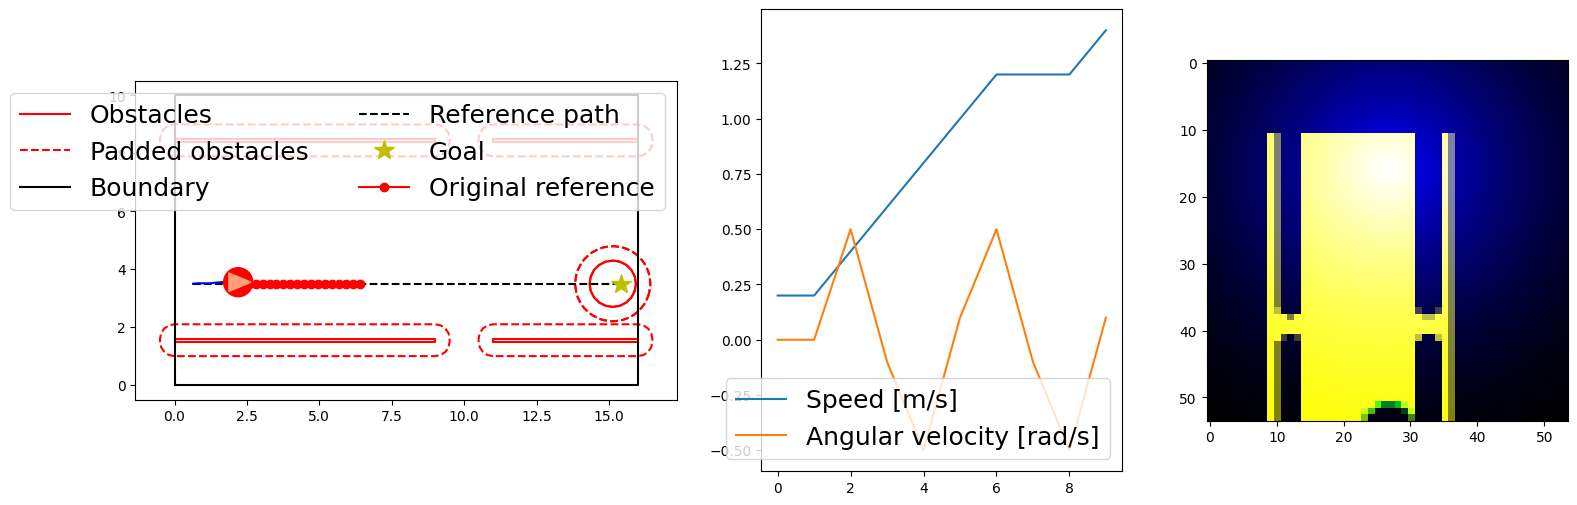 10
8
6
4
2
0
0.0 2.5 5.0 7.5 10.0 12.5 15.0
Obstacles
Padded obstacles
Boundary
Reference path
Goal
Original reference
1.25
1.00
0.75
0.50
0.25
0.00
−0.25
−0.50
0 2 4 6 8
Speed [m/s]
Angular velocity [rad/s]
0
10
20
30
40
50
0 10 20 30 40 50